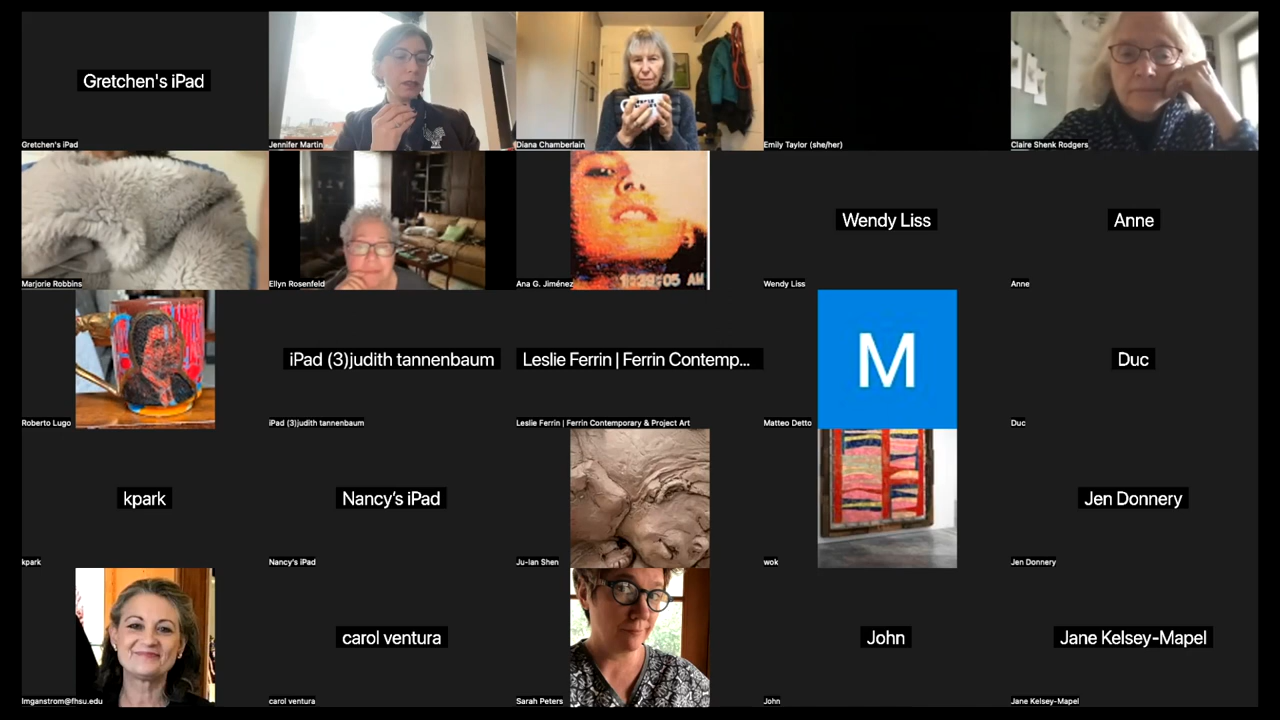 Gretchen's iPad
Gretchen's iPad
Jennifer Martin
Diana Chamberlain
Emily Taylor (she/her)
Claire Shenk Rodgers
Marjorie Robbins
Ellyn Rosenfeld
1:29:05 AM
Ana G. Jiménez
Wendy Liss
Wendy Liss
Anne
Anne
Roberto Lugo
iPad (3)judith tannenbaum
iPad (3)judith tannenbaum
Leslie Ferrin | Ferrin Contemp...
Leslie Ferrin | Ferrin Contemporary & Project Art
M
Matteo Detto
Duc
Duc
kpark
kpark
Nancy's iPad
Nancy's iPad
Ju-lan Shen
wok
Jen Donnery
Jen Donnery
lmganstrom@fhsu.edu
carol ventura
carol ventura
Sarah Peters
John
John
Jane Kelsey-Mapel
Jane Kelsey-Mapel